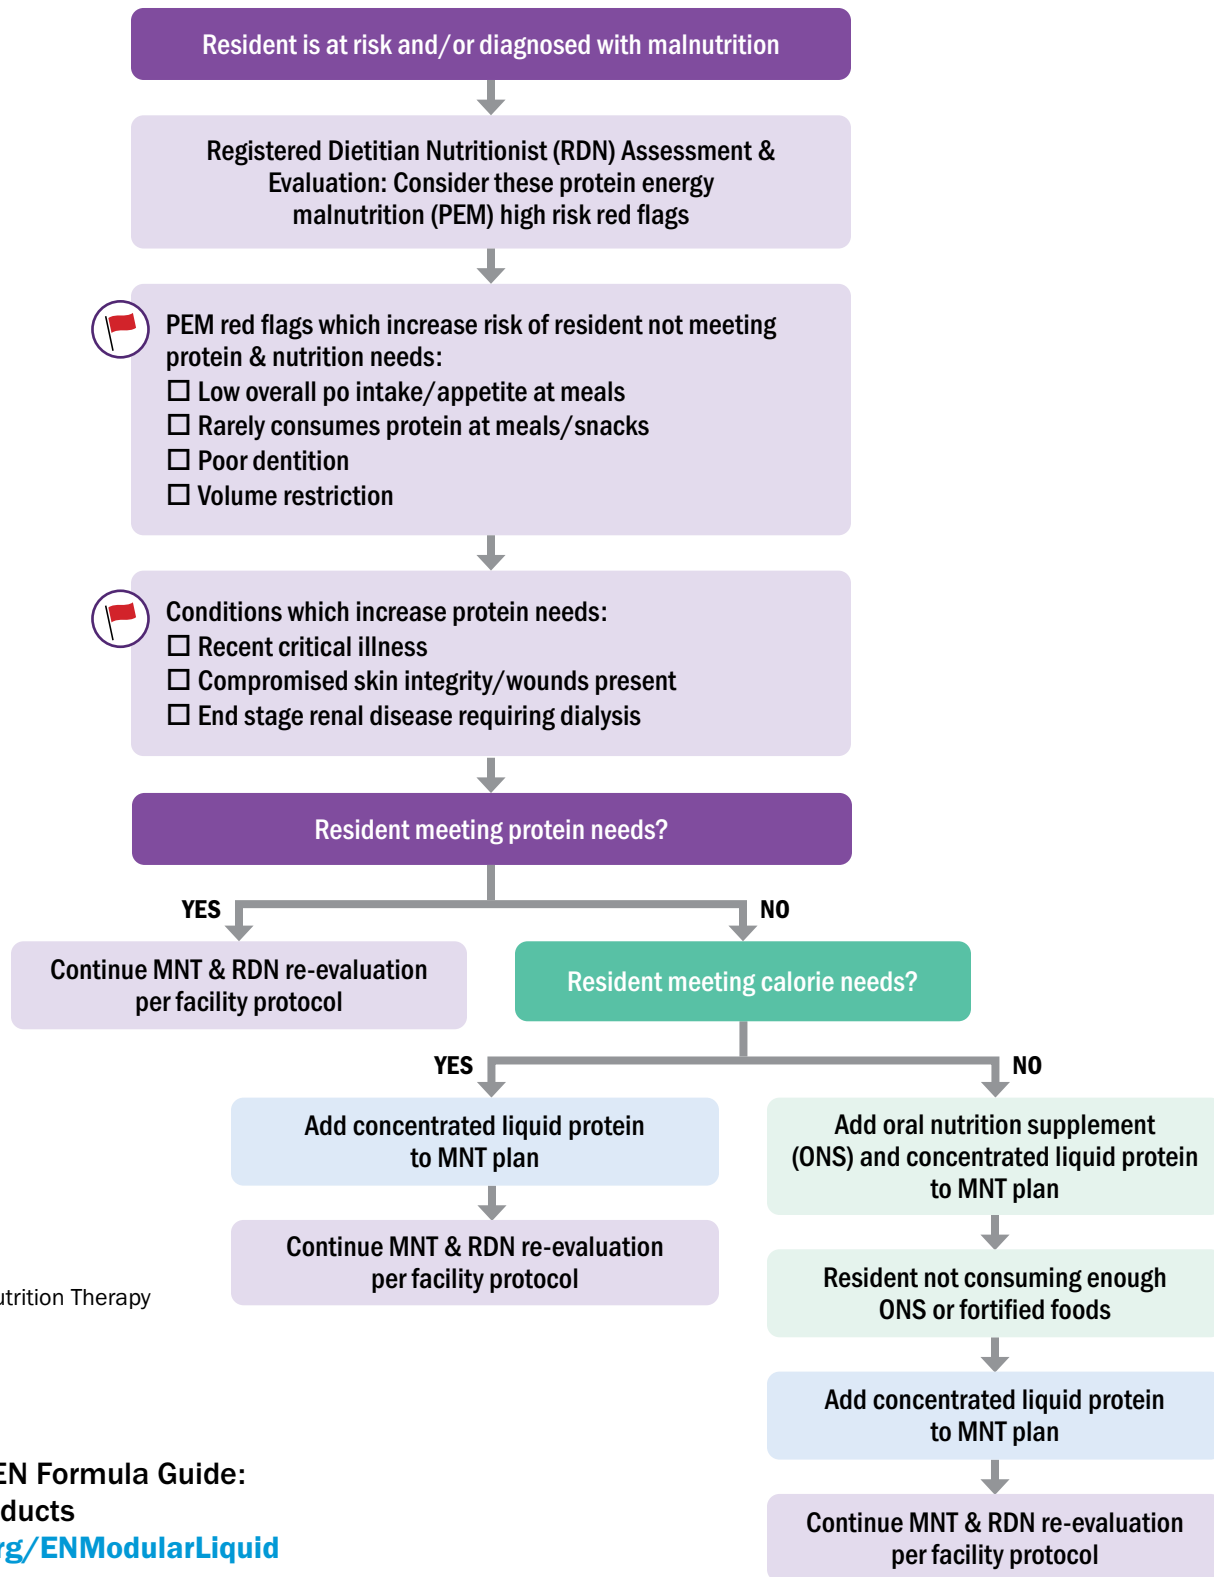 Resident is at risk and/or diagnosed with malnutrition
Registered Dietitian Nutritionist (RDN) Assessment &
Evaluation: Consider these protein energy
malnutrition (PEM) high risk red flags
PEM red flags which increase risk of resident not meeting
protein & nutrition needs:
☐ Low overall po intake/appetite at meals
☐ Rarely consumes protein at meals/snacks
☐ Poor dentition
☐ Volume restriction
Conditions which increase protein needs:
☐ Recent critical illness
☐ Compromised skin integrity/wounds present
☐ End stage renal disease requiring dialysis
Resident meeting protein needs?
YES
NO
Continue MNT & RDN re-evaluation
per facility protocol
Resident meeting calorie needs?
YES
NO
Add concentrated liquid protein
to MNT plan
Continue MNT & RDN re-evaluation
per facility protocol
Add oral nutrition supplement
(ONS) and concentrated liquid protein
to MNT plan
Resident not consuming enough
ONS or fortified foods
Add concentrated liquid protein
to MNT plan
Continue MNT & RDN re-evaluation
per facility protocol
utrition Therapy
EN Formula Guide:
ducts
rg/ENModularLiquid